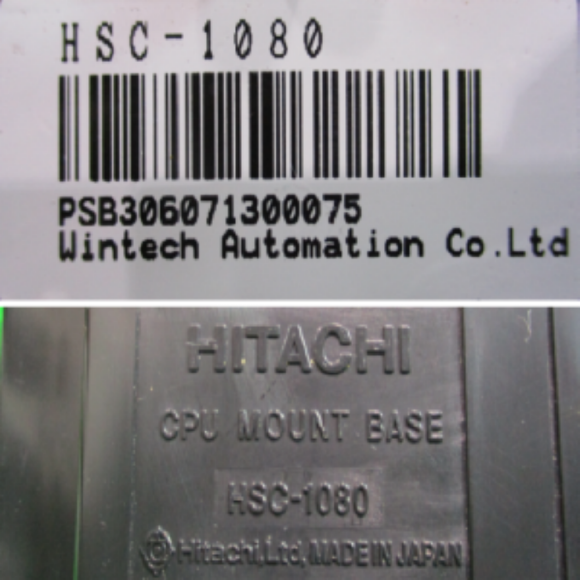 HSC-1080
PSB306071300075
Wintech Automation Co.Ltd
HITACHI
CPU MOUNT BASE
HSC-1080
Hitachi,Ltd. MADE IN JAPAN